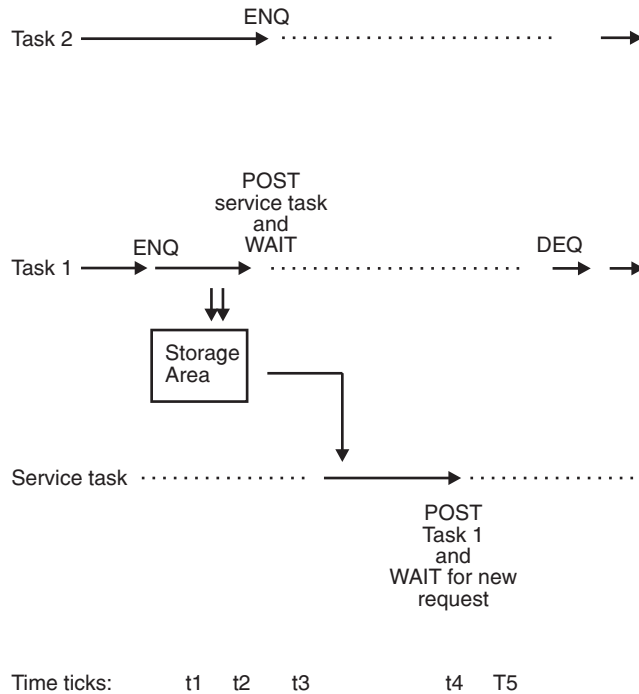 ENQ
Task 2
POST
service task
and
WAIT
ENQ
DEQ
Task 1
Storage
Area
Service task
POST
Task 1
and
WAIT for new
request
Time ticks: t1 t2 t3 t4 T5